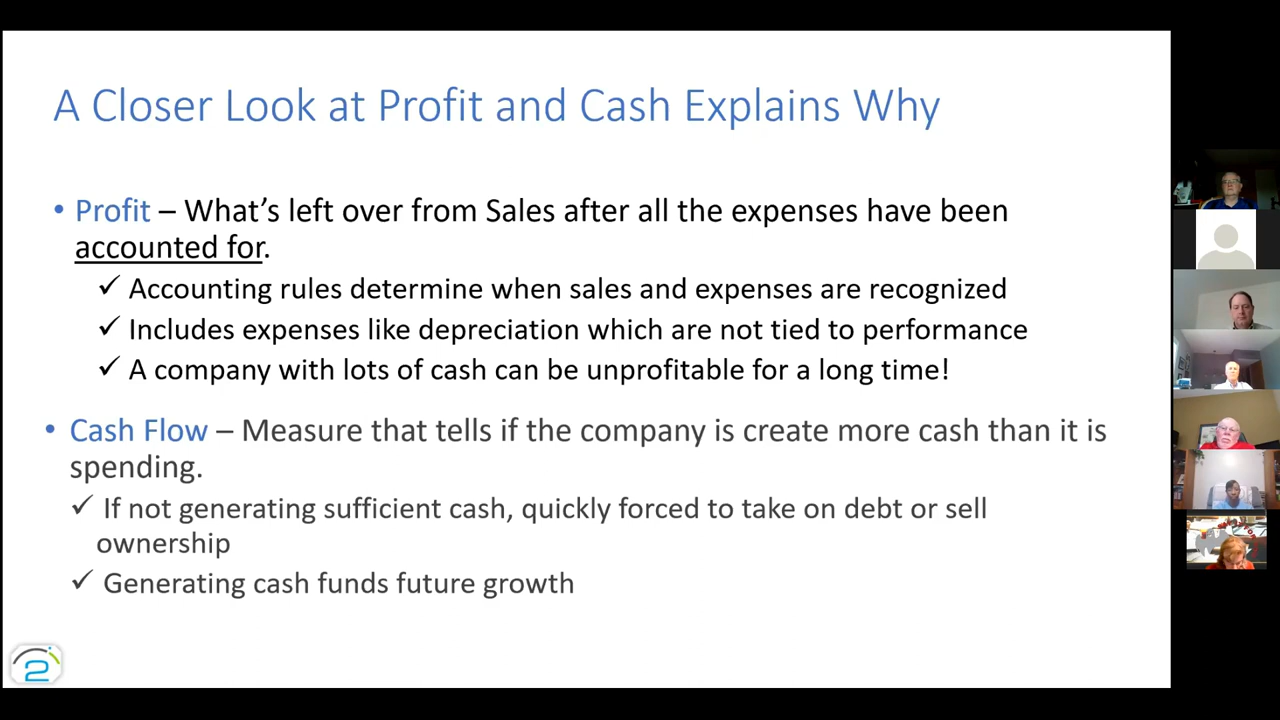 A Closer Look at Profit and Cash Explains Why
• Profit – What's left over from Sales after all the expenses have been
accounted for.
✓ Accounting rules determine when sales and expenses are recognized
✓ Includes expenses like depreciation which are not tied to performance
✓ A company with lots of cash can be unprofitable for a long time!
• Cash Flow – Measure that tells if the company is create more cash than it is
spending.
✓ If not generating sufficient cash, quickly forced to take on debt or sell
ownership
✓ Generating cash funds future growth
2